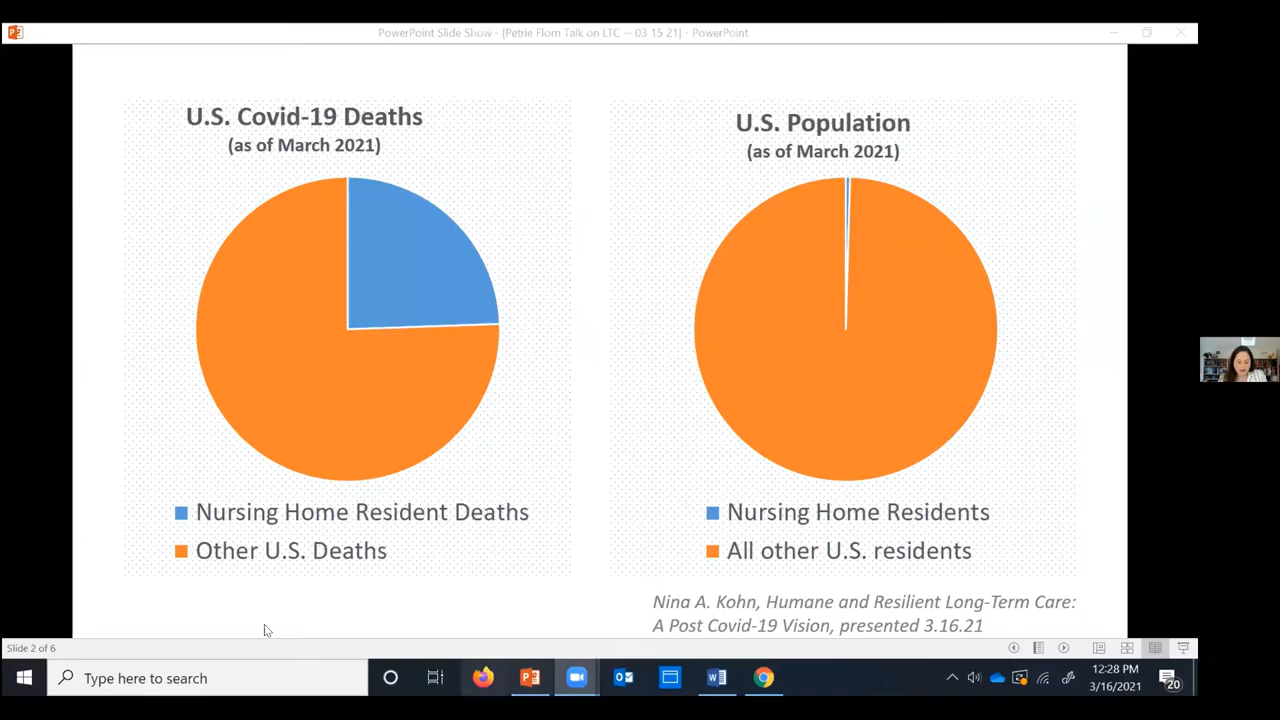 PowerPoint Slide Show - [Petrie Flom Talk on LTC -- 03 15 21] - PowerPoint
U.S. Covid-19 Deaths
(as of March 2021)
Nursing Home Resident Deaths
Other U.S. Deaths
U.S. Population
(as of March 2021)
Nursing Home Residents
All other U.S. residents
Nina A. Kohn, Humane and Resilient Long-Term Care:
A Post Covid-19 Vision, presented 3.16.21
Slide 2 of 6
Type here to search
12:28 PM
3/16/2021
20